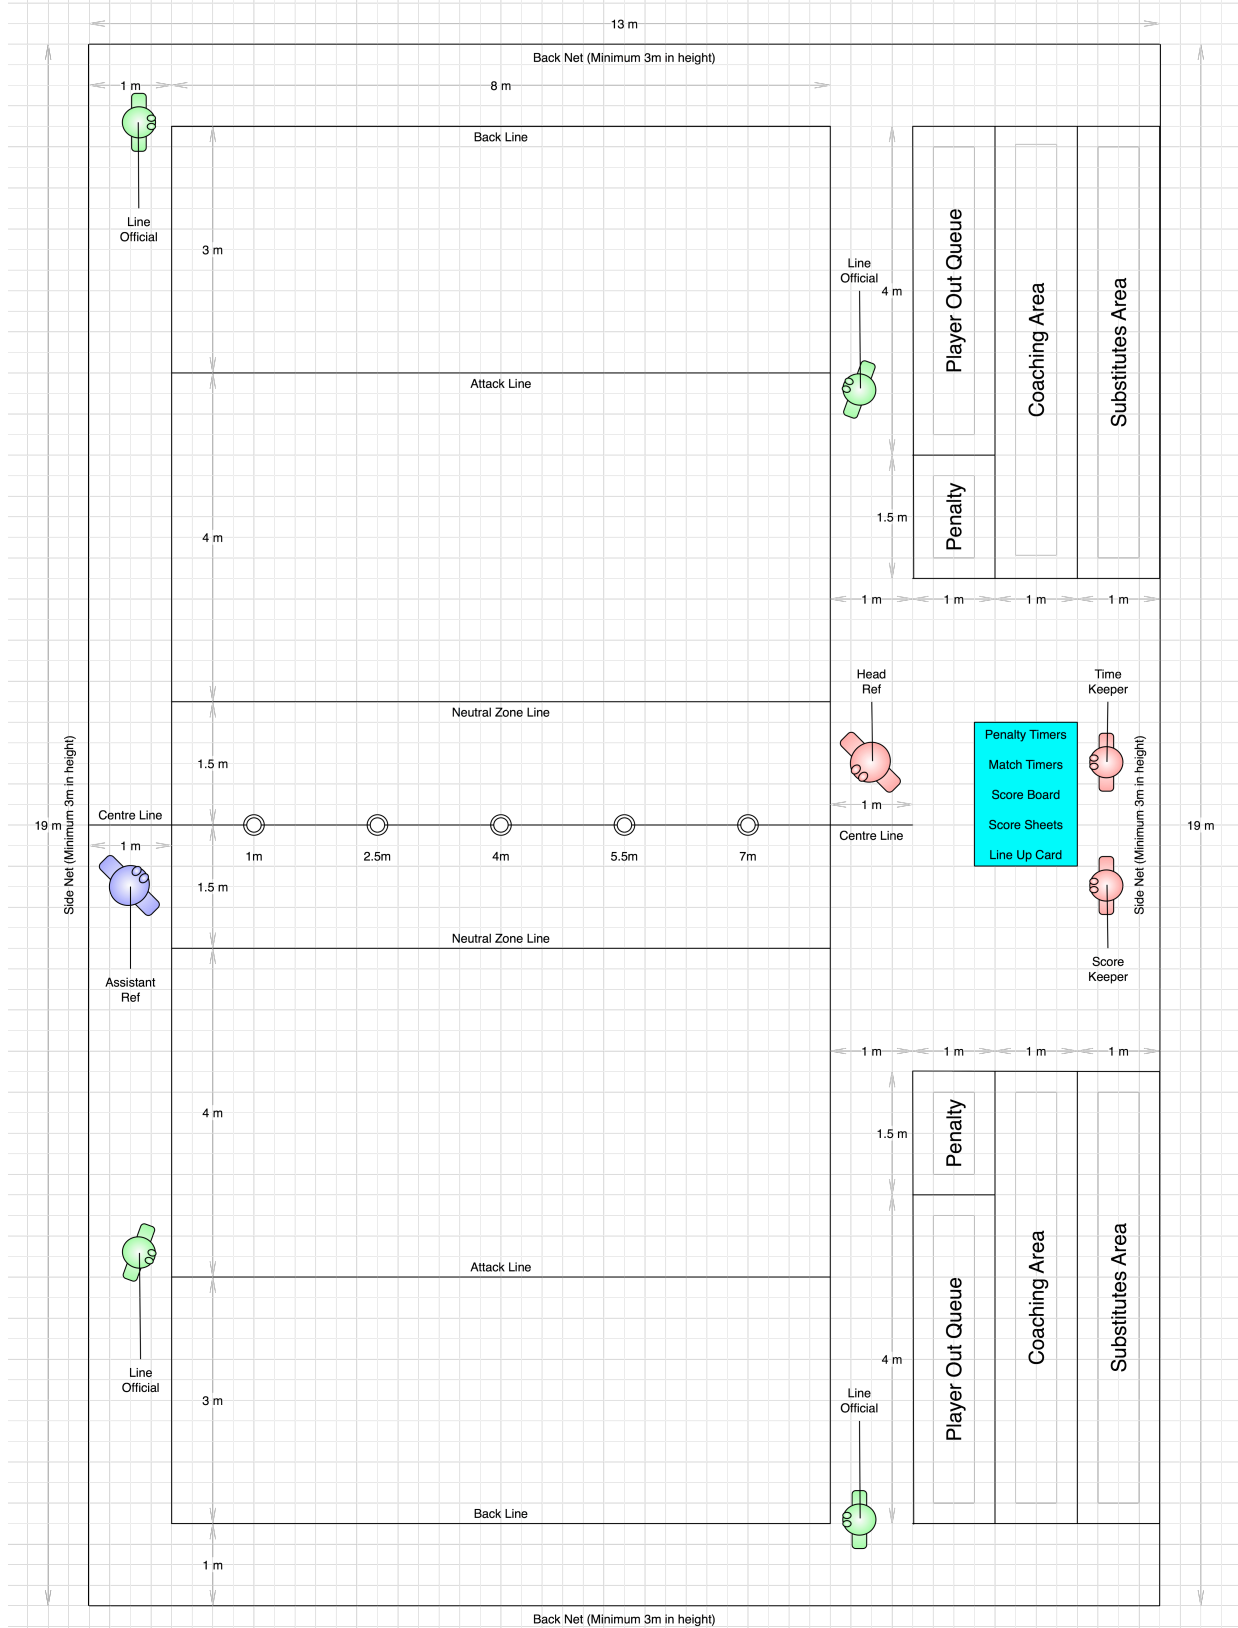 13 m
Back Net (Minimum 3m in height)
1 m
8 m
Back Line
Line
Official
3 m
Line
Official
4 m
Player Out Queue
Coaching Area
Substitutes Area
Attack Line
Penalty
1.5 m
4 m
1 m
1 m
1 m
1 m
Head
Ref
Time
Keeper
Neutral Zone Line
Penalty Timers
Match Timers
Score Board
Score Sheets
Line Up Card
1.5 m
1 m
Side Net (Minimum 3m in height)
Side Net (Minimum 3m in height)
19 m
Centre Line
19 m
Centre Line
1 m
1m
2.5m
4m
5.5m
7m
1.5 m
Neutral Zone Line
Assistant
Ref
Score
Keeper
1 m
1 m
1 m
1 m
4 m
1.5 m
Penalty
Attack Line
Player Out Queue
Coaching Area
Substitutes Area
4 m
Line
Official
3 m
Line
Official
Back Line
1 m
Back Net (Minimum 3m in height)